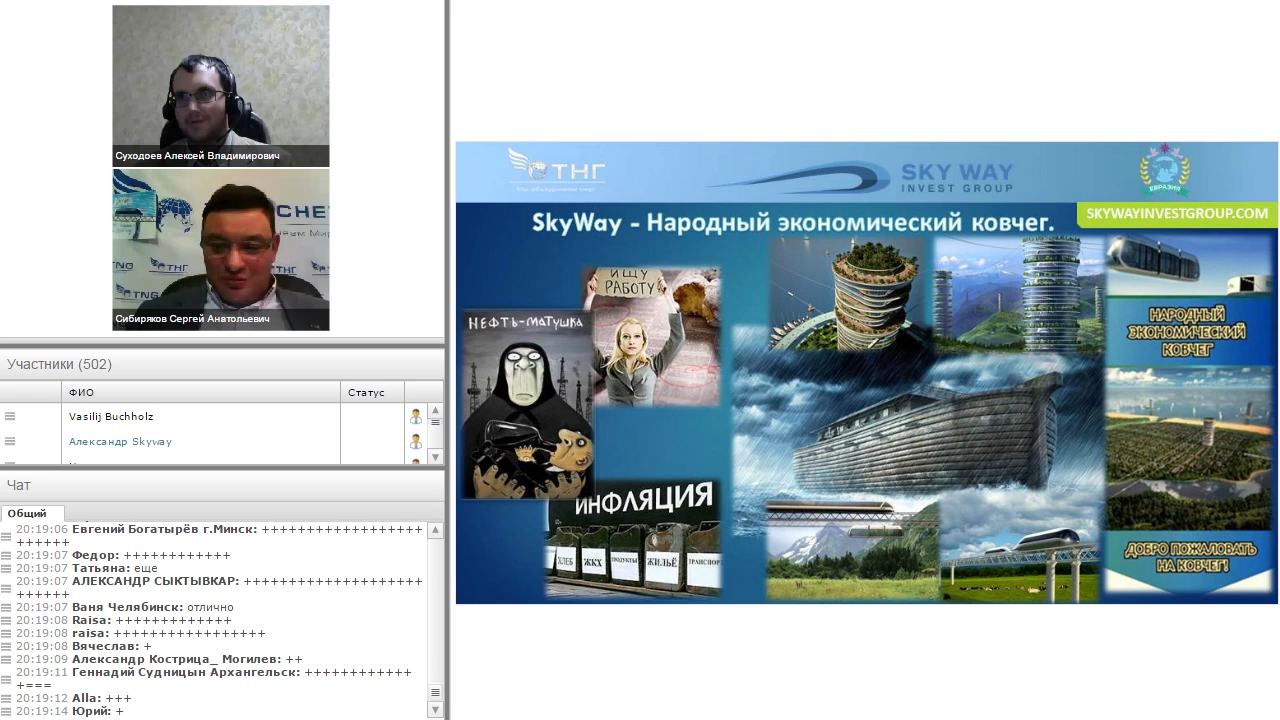 Суходоев Алексей Владимирович
CHE
TNG
ТНГ
TNG
Сибиряков Сергей Анатольевич
Участники (502)
ФИО
Статус
Vasilij Buchholz
Александр Skyway
Чат
Общий
20:19:06 Евгений Богатырёв г.Минск: ++++++++++++++++++
++++++
20:19:07 Федор: ++++++++++++
20:19:07 Татьяна: еще
20:19:07 АЛЕКСАНДР СЫКТЫВКАР: ++++++++++++++++++++
++++++
20:19:07 Ваня Челябинск: отлично
20:19:08 Raisa: +++++++++++++
20:19:08 raisa: +++++++++++++++++
20:19:08 Вячеслав: +
20:19:09 Александр Кострица_ Могилев: ++
20:19:11 Геннадий Судницын Архангельск: ++++++++++++
+===
20:19:12 Alla: +++
20:19:14 Юрий: +
ТНГ
SKY WAY
INVEST GROUP
ЕВРАЗИЯ
SKYWAYINVESTGROUP.COM
SkyWay - Народный экономический ковчег.
ИЩУ
РАБОТУ
НЕФТЬ-МАТУШКА
ИНФЛЯЦИЯ
ХЛЕБ
ЖКХ
ПРОДУКТЫ
ЖИЛЬЁ
ТРАНСПОРТ
НАРОДНЫЙ
ЭКОНОМИЧЕСКИЙ
КОВЧЕГ
ДОБРО ПОЖАЛОВАТЬ
НА КОВЧЕГ!